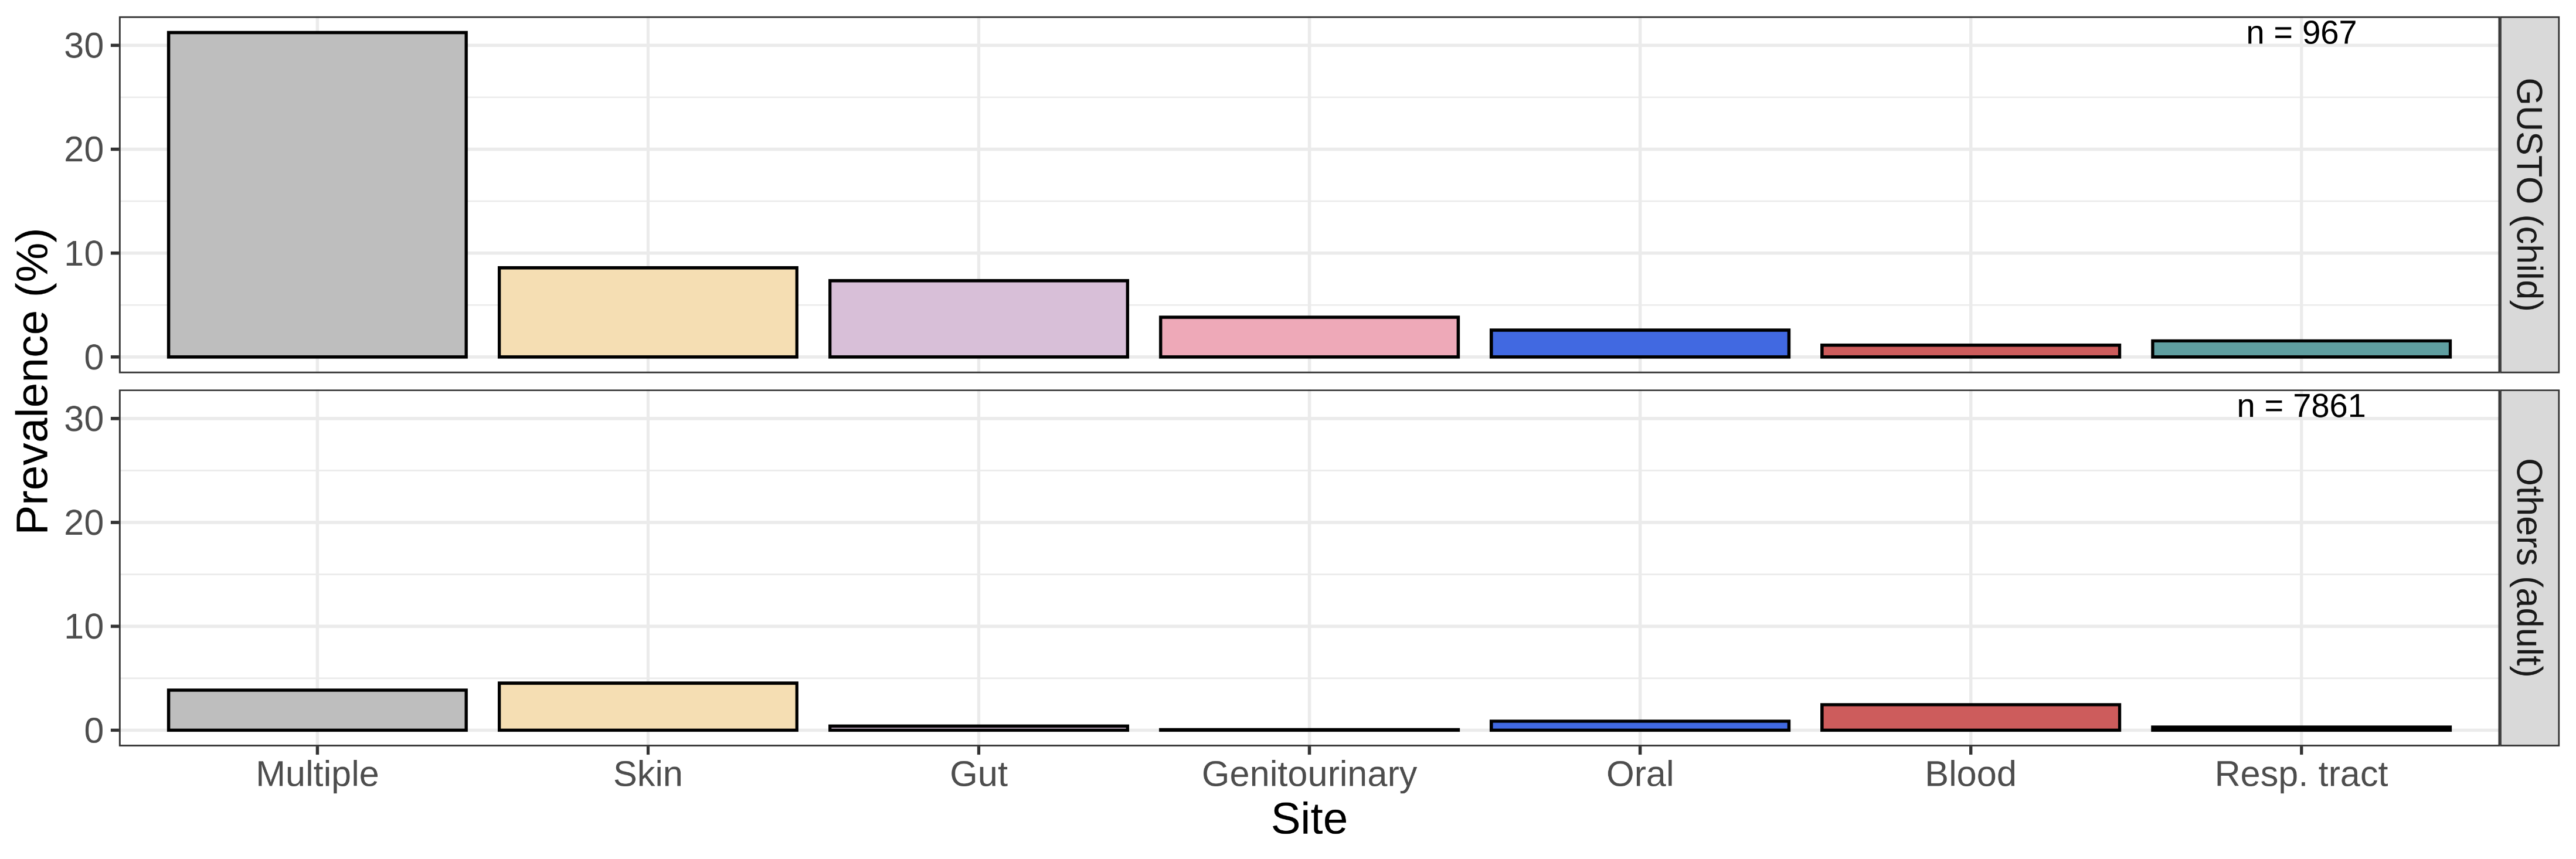 Prevalence (%)
30
20
10
0
n = 967
GUSTO (child)
30
20
10
0
n = 7861
Others (adult)
Multiple
Skin
Gut
Genitourinary
Oral
Blood
Resp. tract
Site